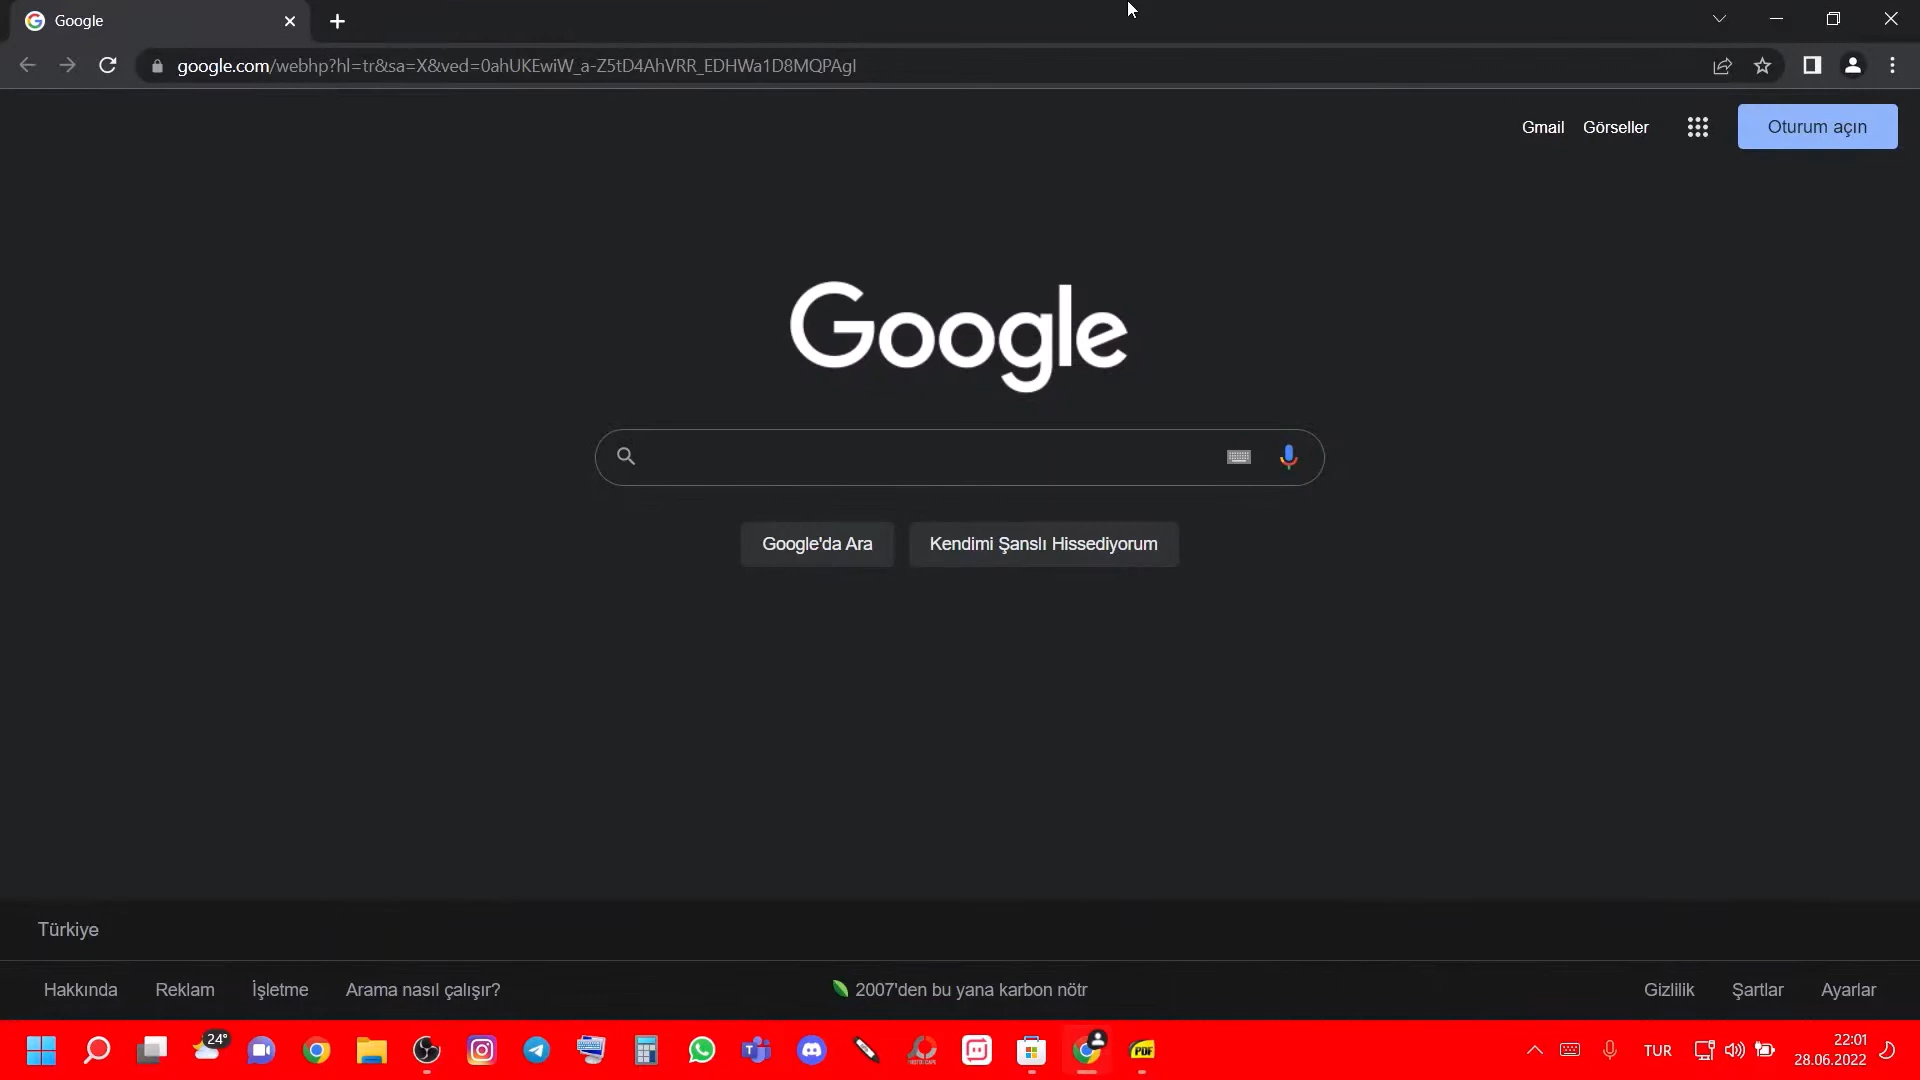 Google
google.com/webhp?hl=tr&sa=X&ved=0ahUKEwiW_a-Z5tD4AhVRR_EDHWa1D8MQPAgI
Gmail
Görseller
Oturum açın
Google
Google'da Ara
Kendimi Şanslı Hissediyorum
Türkiye
Hakkında
Reklam
İşletme
Arama nasıl çalışır?
2007'den bu yana karbon nötr
Gizlilik
Şartlar
Ayarlar
24°
PDF
TUR
22:01
28.06.2022